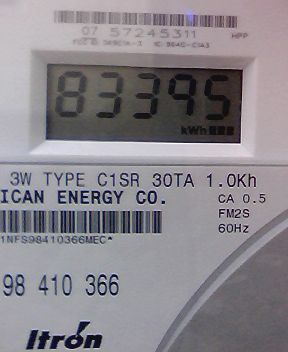 07 57245311 HPP
83395
kWh
3W TYPE C1SR 30TA 1.0Kh
ICAN ENERGY CO. CA 0.5
FM2S
1NFS98410366MEC* 60Hz
98 410 366
Itron